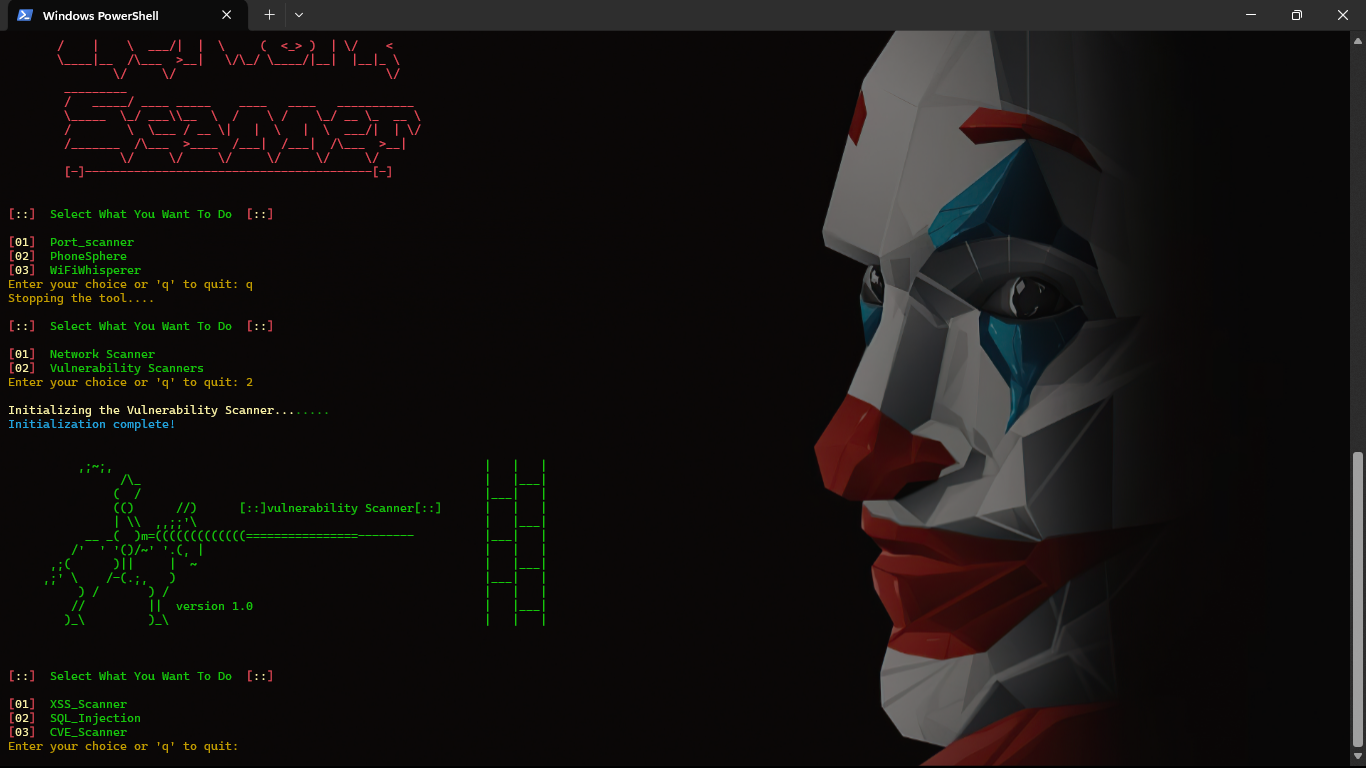 Windows PowerShell
[-]-----------------------------------------[-]
[::]  Select What You Want To Do  [::]
[01]  Port_scanner
[02]  PhoneSphere
[03]  WiFiWhisperer
Enter your choice or 'q' to quit: q
Stopping the tool....
[::]  Select What You Want To Do  [::]
[01]  Network Scanner
[02]  Vulnerability Scanners
Enter your choice or 'q' to quit: 2
Initializing the Vulnerability Scanner........
Initialization complete!
[::]vulnerability Scanner[::]
version 1.0
[::]  Select What You Want To Do  [::]
[01]  XSS_Scanner
[02]  SQL_Injection
[03]  CVE_Scanner
Enter your choice or 'q' to quit: